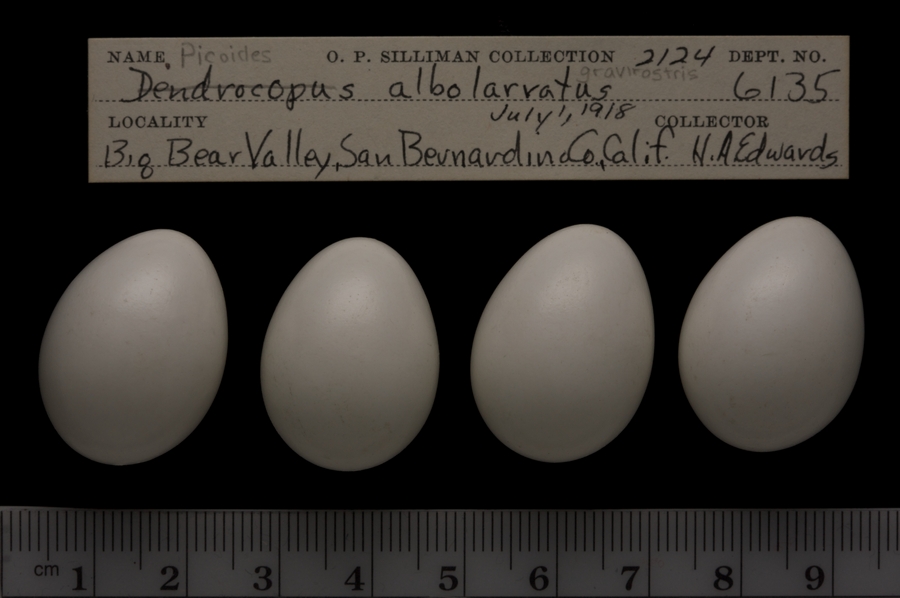 NAME Picoides O. P. SILLIMAN COLLECTION 2124 DEPT. NO.
Dendrocopus albolarvatus gravirostris 6135
LOCALITY July 1, 1918 COLLECTOR
Big Bear Valley, San Bernardino Co, Calif. H. A Edwards
cm 1 2 3 4 5 6 7 8 9